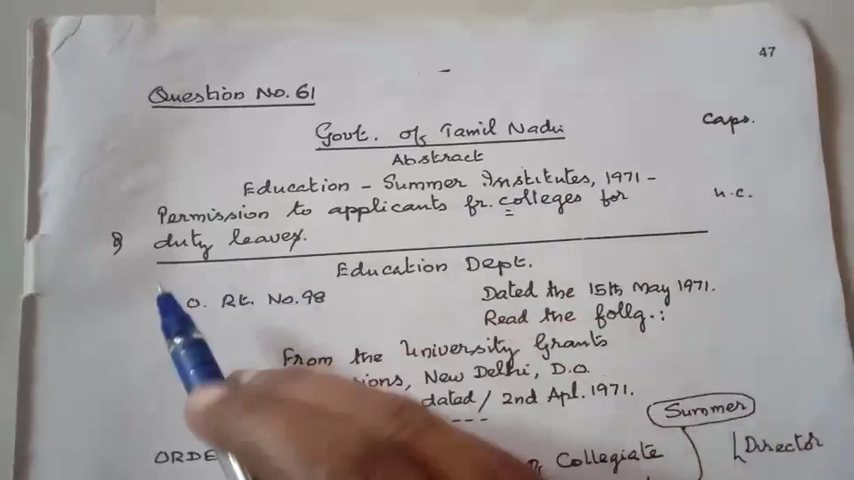 47
Question No. 61
Govt. of Tamil Nadu
caps.
Abstract
Education - Summer Institutes, 1971 -
Permission to applicants fr. colleges for
u.c.
duty leave.
Education Dept.
O. Rt. No. 98
Dated the 15th May 1971.
Read the follg.:
From the University Grants
sions, New Delhi, D.O.
dated / 2nd Apl. 1971.
Summer
ORDE
Collegiate
Director